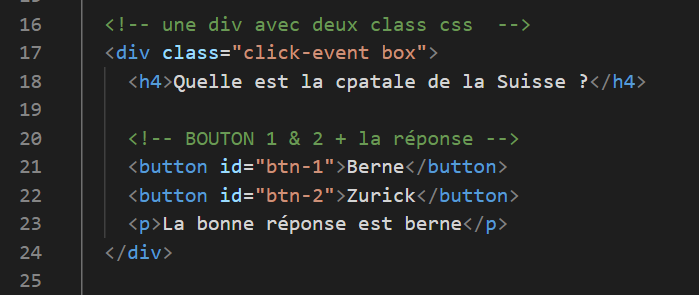 16 <!-- une div avec deux class css  -->
17 <div class="click-event box">
18 <h4>Quelle est la cpatale de la Suisse ?</h4>
19
20 <!-- BOUTON 1 & 2 + la réponse -->
21 <button id="btn-1">Berne</button>
22 <button id="btn-2">Zurick</button>
23 <p>La bonne réponse est berne</p>
24 </div>
25